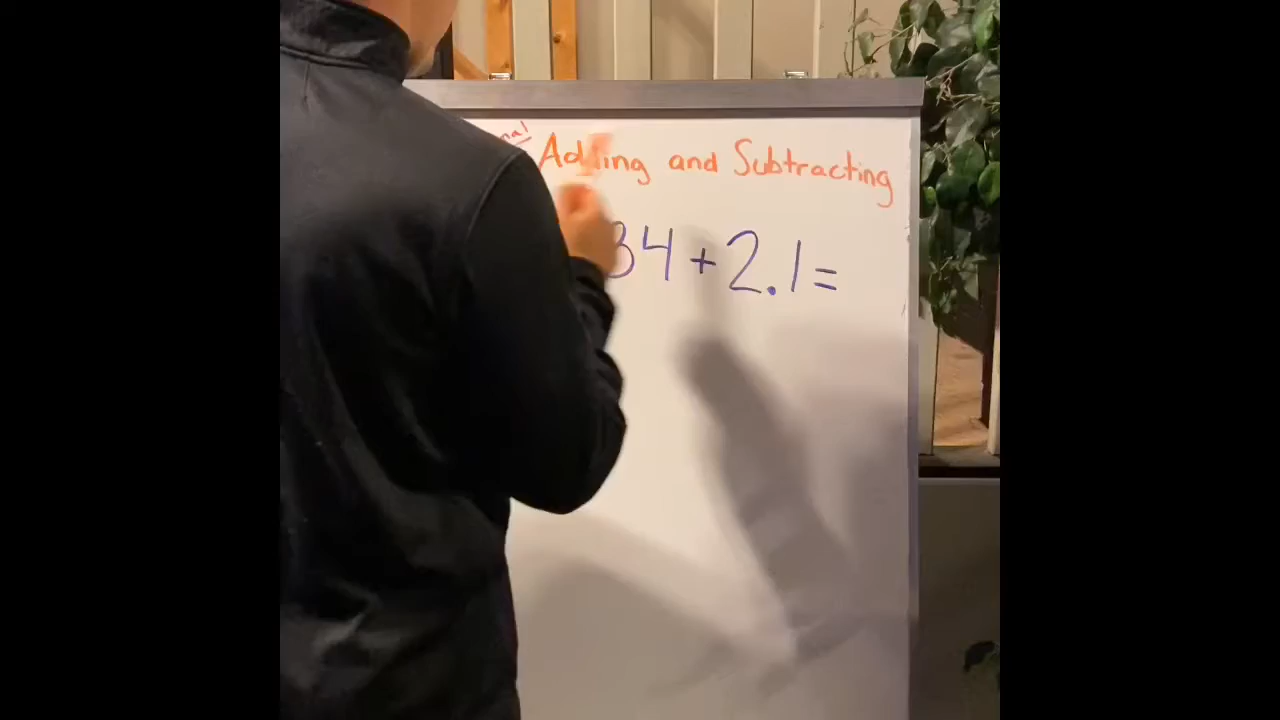 Adding and Subtracting
34 + 2.1 =